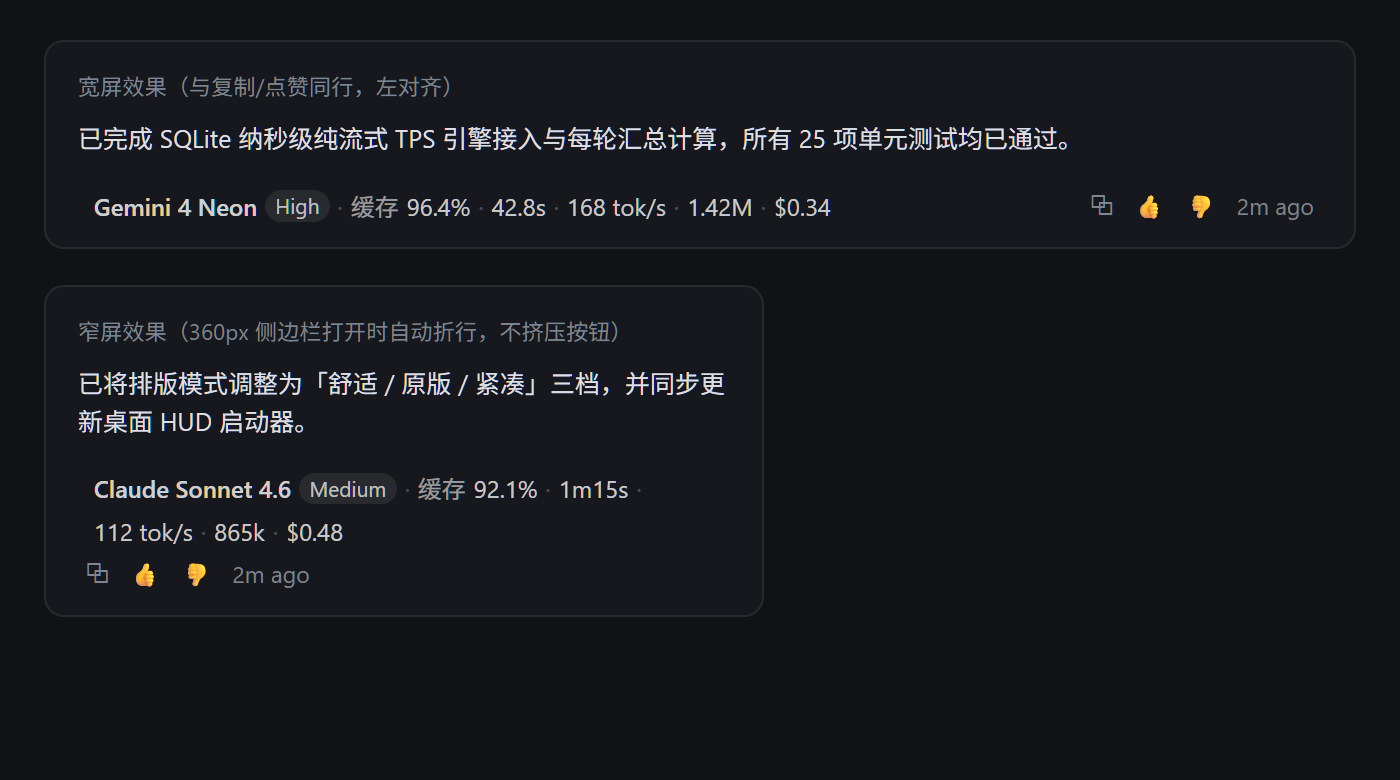 宽屏效果（与复制/点赞同行，左对齐）
已完成 SQLite 纳秒级纯流式 TPS 引擎接入与每轮汇总计算，所有 25 项单元测试均已通过。
Gemini 4 Neon High · 缓存 96.4% · 42.8s · 168 tok/s · 1.42M · $0.34 2m ago
窄屏效果（360px 侧边栏打开时自动折行，不挤压按钮）
已将排版模式调整为「舒适 / 原版 / 紧凑」三档，并同步更
新桌面 HUD 启动器。
Claude Sonnet 4.6 Medium · 缓存 92.1% · 1m15s ·
112 tok/s · 865k · $0.48
2m ago